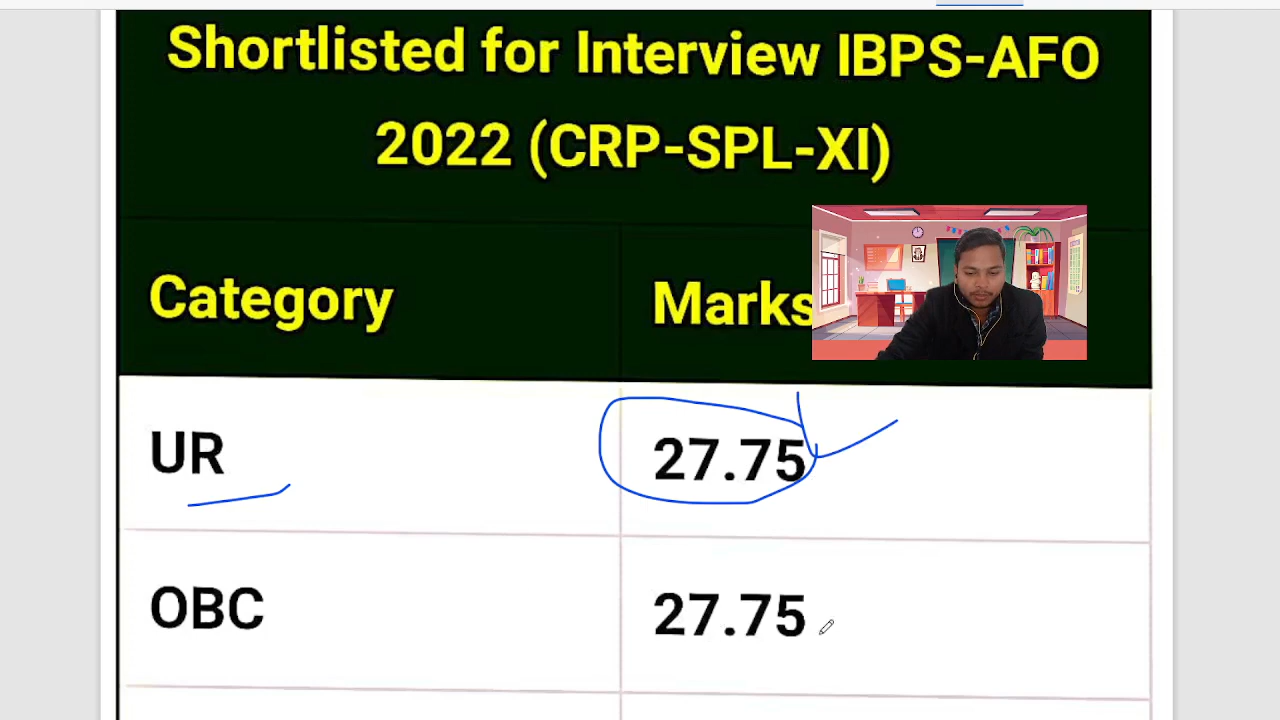 Shortlisted for Interview IBPS-AFO
2022 (CRP-SPL-XI)
Category Marks
UR 27.75
OBC 27.75